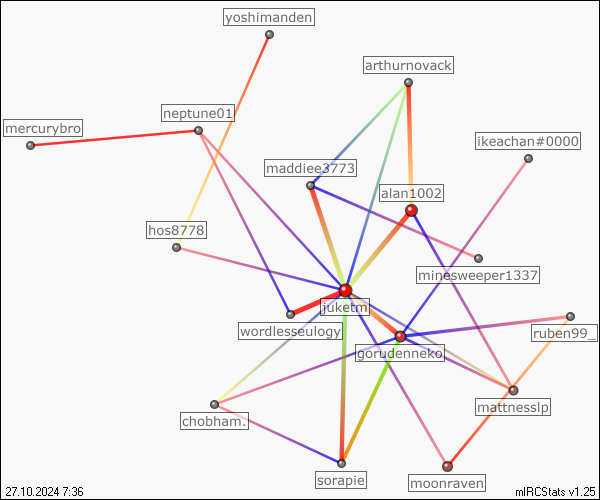 yoshimanden
arthurnovack
neptune01
mercurybro
ikeachan#0000
maddiee3773
alan1002
hos8778
minesweeper1337
juketm
wordlesseulogy
ruben99_
gorudenneko
mattnesslp
chobham.
sorapie
moonraven
27.10.2024 7:36
mIRCStats v1.25